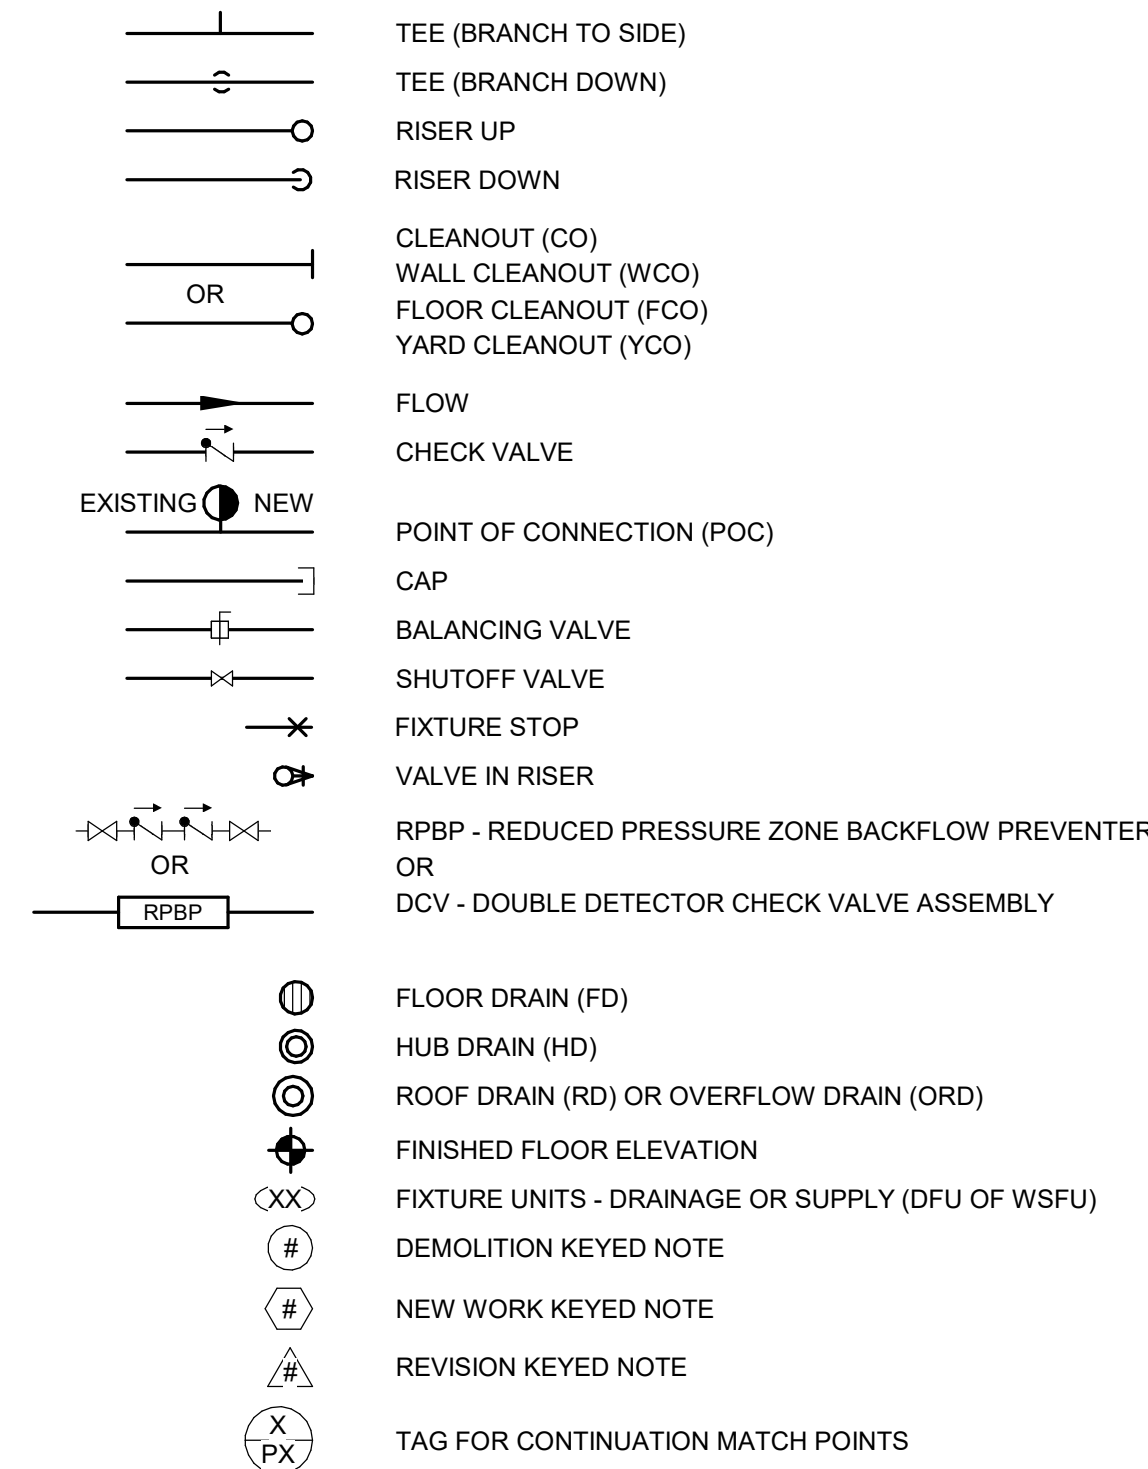 TEE (BRANCH TO SIDE)
TEE (BRANCH DOWN)
RISER UP
RISER DOWN
CLEANOUT (CO)
WALL CLEANOUT (WCO)
OR
FLOOR CLEANOUT (FCO)
YARD CLEANOUT (YCO)
FLOW
CHECK VALVE
EXISTING NEW
POINT OF CONNECTION (POC)
CAP
BALANCING VALVE
SHUTOFF VALVE
FIXTURE STOP
VALVE IN RISER
RPBP - REDUCED PRESSURE ZONE BACKFLOW PREVENTER
OR OR
RPBP DCV - DOUBLE DETECTOR CHECK VALVE ASSEMBLY
FLOOR DRAIN (FD)
HUB DRAIN (HD)
ROOF DRAIN (RD) OR OVERFLOW DRAIN (ORD)
FINISHED FLOOR ELEVATION
XX FIXTURE UNITS - DRAINAGE OR SUPPLY (DFU OF WSFU)
# DEMOLITION KEYED NOTE
# NEW WORK KEYED NOTE
# REVISION KEYED NOTE
X
PX
TAG FOR CONTINUATION MATCH POINTS